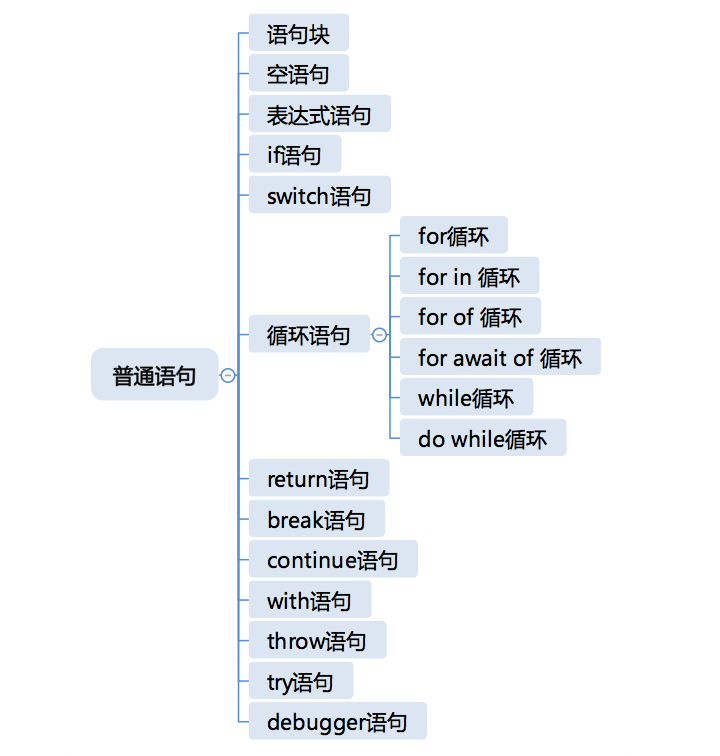 语句块
空语句
表达式语句
if语句
switch语句
for循环
for in 循环
for of 循环
循环语句
for await of 循环
普通语句
while循环
do while循环
return语句
break语句
continue语句
with语句
throw语句
try语句
debugger语句